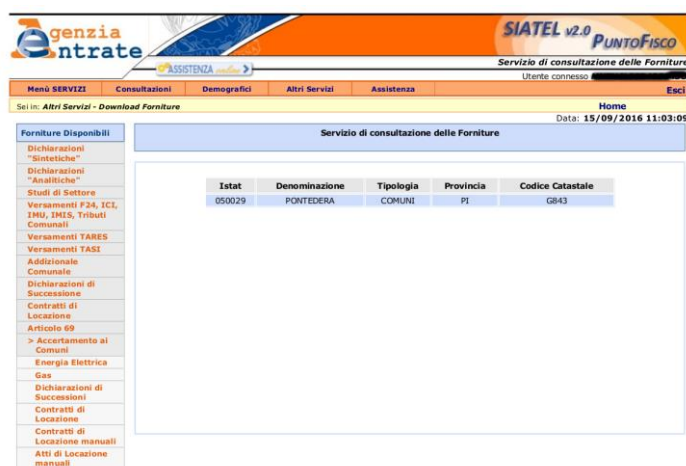 Agenzia
Entrate
SIATEL v2.0
PUNTOFISCO
ASSISTENZA online >
Servizio di consultazione delle Forniture
Utente connesso
Menù SERVIZI Consultazioni Demografici Altri Servizi Assistenza Esci
Sei in: Altri Servizi - Download Forniture Home
Data: 15/09/2016 11:03:09
Forniture Disponibili
Servizio di consultazione delle Forniture
Dichiarazioni
"Sintetiche"
Dichiarazioni
"Analitiche"
Studi di Settore
Versamenti F24, ICI,
IMU, IMIS, Tributi
Comunali
Versamenti TARES
Versamenti TASI
Addizionale
Comunale
Dichiarazioni di
Successione
Contratti di
Locazione
Articolo 69
> Accertamento ai
Comuni
Energia Elettrica
Gas
Dichiarazioni di
Successioni
Contratti di
Locazione
Contratti di
Locazione manuali
Atti di Locazione
manuali
Istat Denominazione Tipologia Provincia Codice Catastale
050029 PONTEDERA COMUNI PI G843